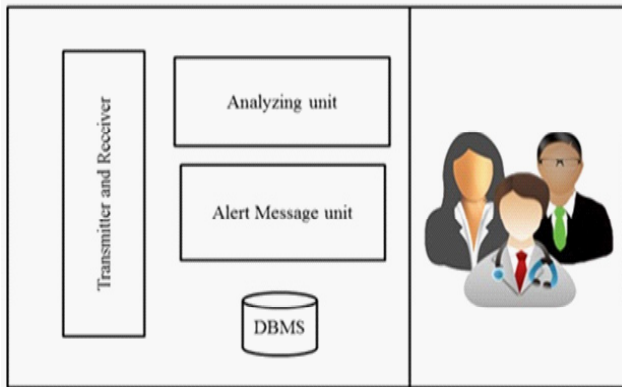 Transmitter and Receiver
Analyzing unit
Alert Message unit
DBMS